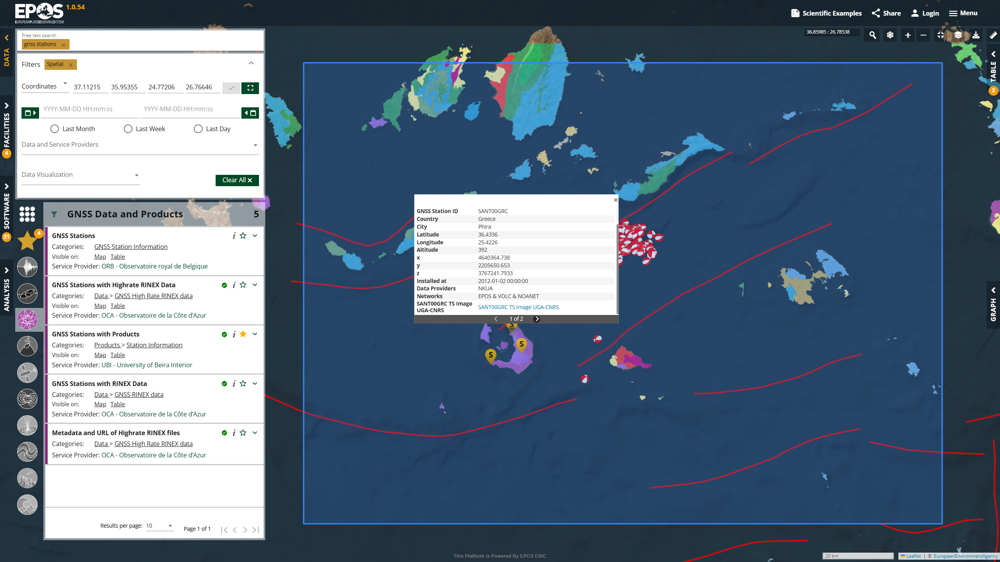 EPOS 1.0.54
EUROPEANPLATEOBSERVINGSYSTEM
Scientific Examples
Share
Login
Menu
DATA
FACILITIES
4
SOFTWARE
21
ANALYSIS
Free text search
gnss stations
Filters
Spatial
Coordinates 37.11215 35.95355 24.77206 26.76646
YYYY-MM-DD HH:mm:ss YYYY-MM-DD HH:mm:ss
Last Month Last Week Last Day
Data and Service Providers
Data Visualization
Clear All
4
GNSS Data and Products 5
GNSS Stations
Categories: GNSS Station Information
Visible on: Map Table
Service Provider: ORB - Observatoire royal de Belgique
GNSS Stations with Highrate RINEX Data
Categories: Data > GNSS High Rate RINEX data
Visible on: Map Table
Service Provider: OCA - Observatoire de la Côte d’Azur
GNSS Stations with Products
Categories: Products > Station Information
Visible on: Map Table
Service Provider: UBI - University of Beira Interior
GNSS Stations with RINEX Data
Categories: Data > GNSS RINEX data
Visible on: Map Table
Service Provider: OCA - Observatoire de la Côte d’Azur
Metadata and URL of Highrate RINEX files
Categories: Data > GNSS High Rate RINEX data
Service Provider: OCA - Observatoire de la Côte d’Azur
Results per page: 10
Page 1 of 1
36.85985 : 26.78538
TABLE
2
GRAPH
GNSS Station ID SANT00GRC
Country Greece
City Phira
Latitude 36.4336
Longitude 25.4226
Altitude 392
x 4640364.738
y 2205650.653
z 3767241.7933
Installed at 2012-01-02 00:00:00
Data Providers NKUA
Networks EPOS & VOLC & NOANET
SANT00GRC TS Image UGA-CNRS SANT00GRC TS Image UGA-CNRS
1 of 2
S
S
S
This Platform is Powered By EPOS ERIC
20 km
Leaflet | © EuropeanEnvironmentAgency